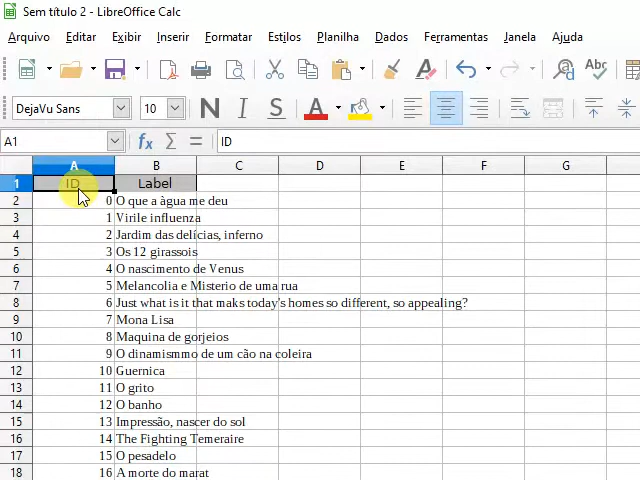 Sem título 2 - LibreOffice Calc
Arquivo Editar Exibir Inserir Formatar Estilos Planilha Dados Ferramentas Janela Ajuda
DejaVu Sans 10 N I S A
A1 fx Σ = ID
A B C D E F G
1 ID Label
2 0 O que a àgua me deu
3 1 Virile influenza
4 2 Jardim das delícias, inferno
5 3 Os 12 girassois
6 4 O nascimento de Venus
7 5 Melancolia e Misterio de uma rua
8 6 Just what is it that maks today's homes so different, so appealing?
9 7 Mona Lisa
10 8 Maquina de gorjeios
11 9 O dinamismmo de um cão na coleira
12 10 Guernica
13 11 O grito
14 12 O banho
15 13 Impressão, nascer do sol
16 14 The Fighting Temeraire
17 15 O pesadelo
18 16 A morte do marat